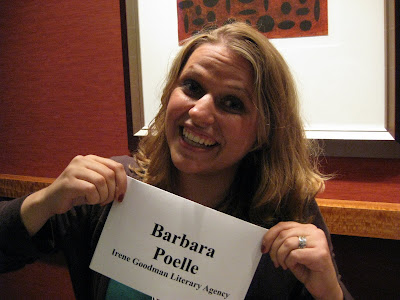 Barbara
Poelle
Irene Goodman Literary Agency